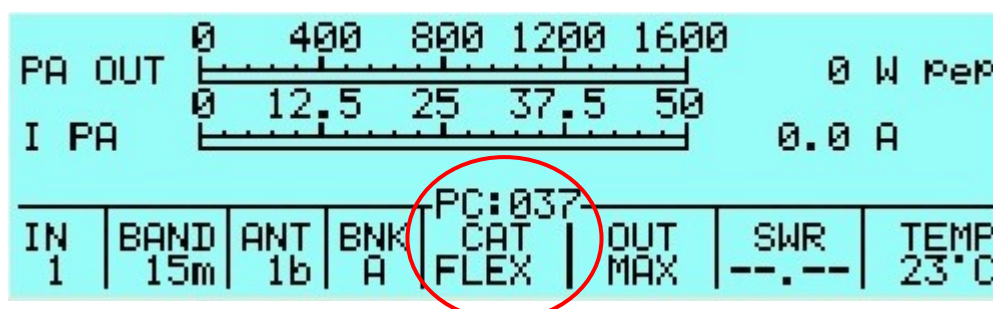 0 400 800 1200 1600
PA OUT 0 W pep
0 12.5 25 37.5 50
I PA 0.0 A
PC:037
IN BAND ANT BNK CAT OUT SWR TEMP
1 15m 1b A FLEX MAX --.-- 23°C